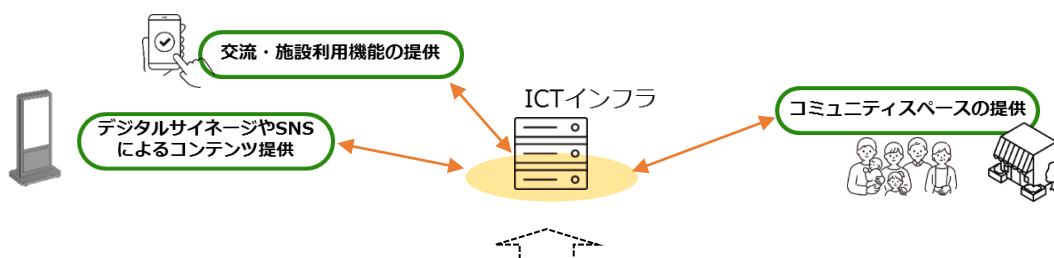 交流・施設利用機能の提供
ICTインフラ
コミュニティスペースの提供
デジタルサイネージやSNS
によるコンテンツ提供